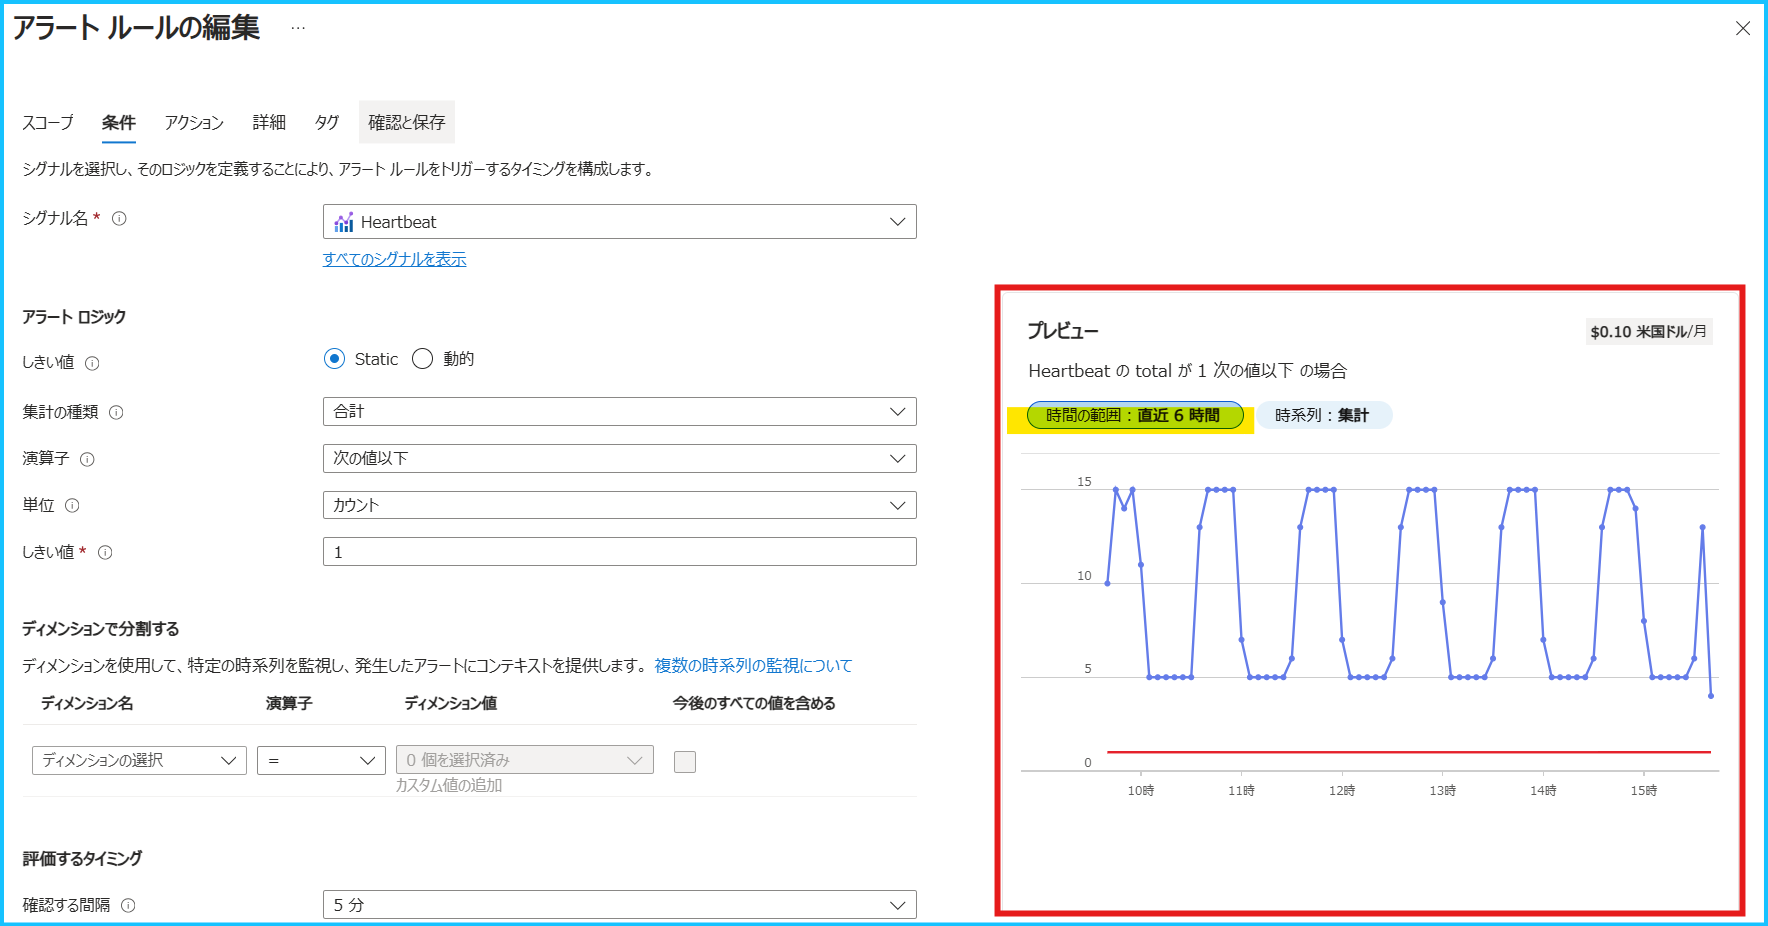 アラート ルールの編集 …
スコープ 条件 アクション 詳細 タグ 確認と保存
シグナルを選択し、そのロジックを定義することにより、アラート ルールをトリガーするタイミングを構成します。
シグナル名 *
Heartbeat
すべてのシグナルを表示
アラート ロジック
しきい値
Static 動的
集計の種類
合計
演算子
次の値以下
単位
カウント
しきい値 *
1
ディメンションで分割する
ディメンションを使用して、特定の時系列を監視し、発生したアラートにコンテキストを提供します。 複数の時系列の監視について
ディメンション名 演算子 ディメンション値 今後のすべての値を含める
ディメンションの選択 = 0 個を選択済み
カスタム値の追加
評価するタイミング
確認する間隔
5 分
プレビュー
$0.10 米国ドル/月
Heartbeat の total が 1 次の値以下 の場合
時間の範囲 : 直近 6 時間 時系列 : 集計
15
10
5
0
10時 11時 12時 13時 14時 15時